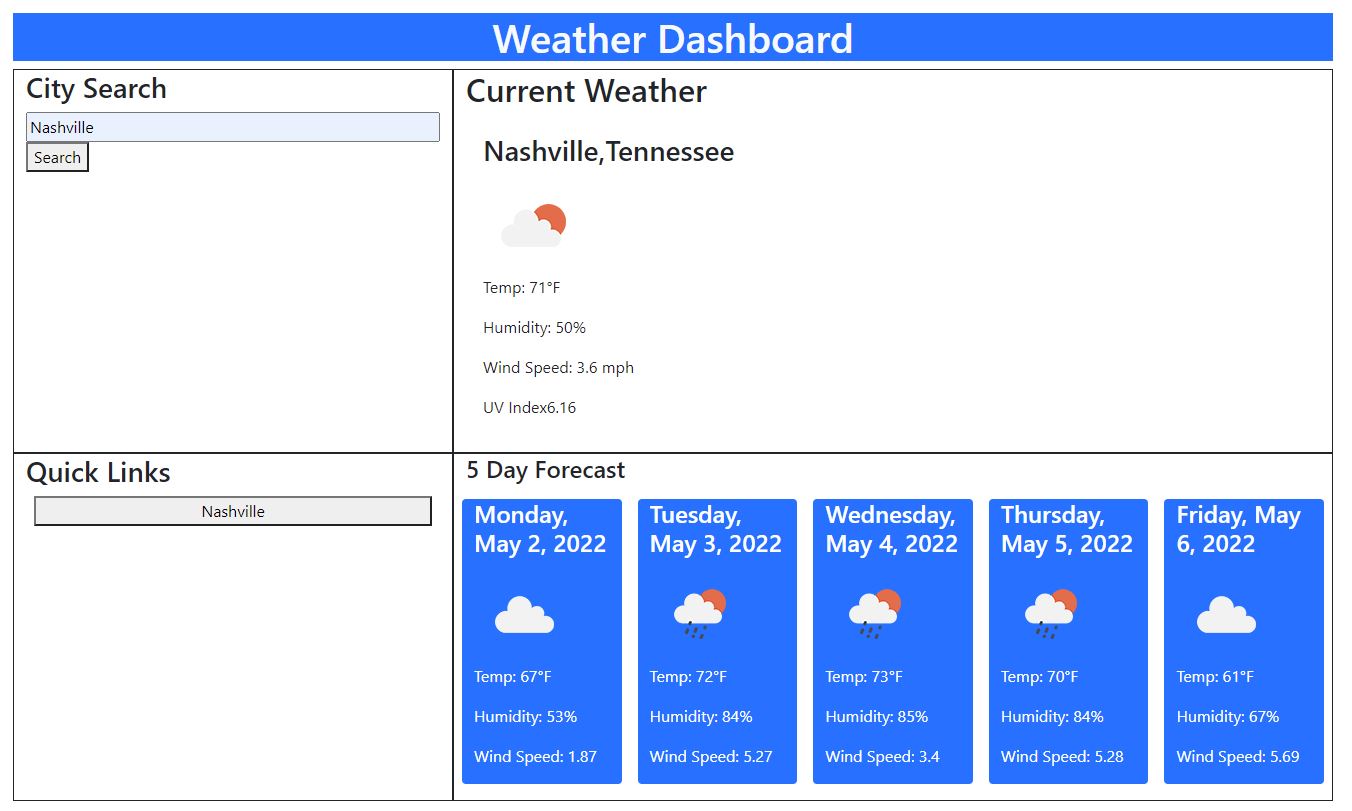 Weather Dashboard
City Search
Nashville
Search
Current Weather
Nashville,Tennessee
Temp: 71°F
Humidity: 50%
Wind Speed: 3.6 mph
UV Index6.16
Quick Links
Nashville
5 Day Forecast
Monday,
May 2, 2022
Temp: 67°F
Humidity: 53%
Wind Speed: 1.87
Tuesday,
May 3, 2022
Temp: 72°F
Humidity: 84%
Wind Speed: 5.27
Wednesday,
May 4, 2022
Temp: 73°F
Humidity: 85%
Wind Speed: 3.4
Thursday,
May 5, 2022
Temp: 70°F
Humidity: 84%
Wind Speed: 5.28
Friday, May
6, 2022
Temp: 61°F
Humidity: 67%
Wind Speed: 5.69